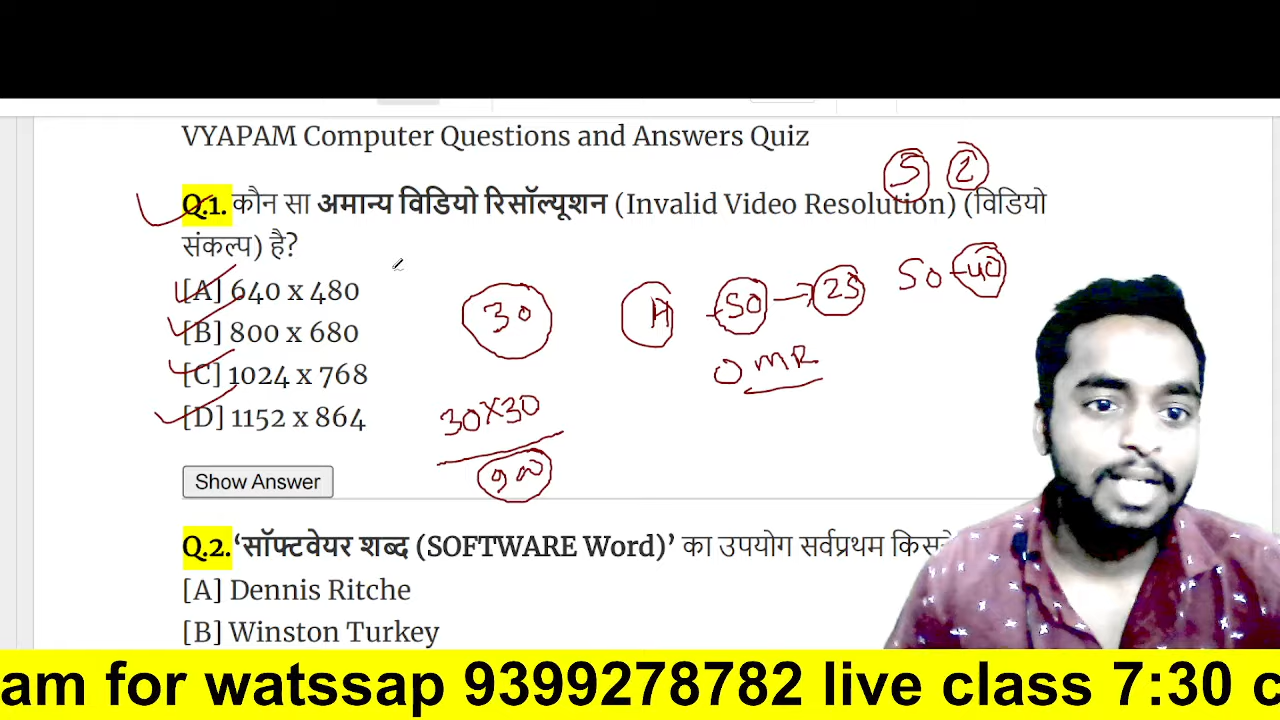 VYAPAM Computer Questions and Answers Quiz
Q.1. कौन सा अमान्य विडियो रिसॉल्यूशन (Invalid Video Resolution) (विडियो
संकल्प) है?
[A] 640 x 480
[B] 800 x 680
[C] 1024 x 768
[D] 1152 x 864
5 2
30 A -50 → 25 50-40
OMR
30x30
900
Show Answer
Q.2. ‘सॉफ्टवेयर शब्द (SOFTWARE Word)’ का उपयोग सर्वप्रथम किसने
[A] Dennis Ritche
[B] Winston Turkey
am for watssap 9399278782 live class 7:30